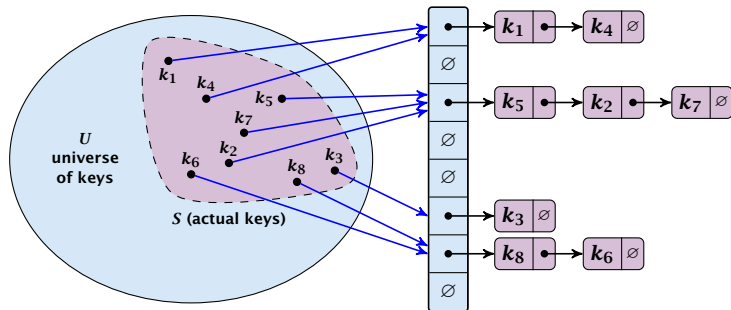 k1
k4
k5
k7
k2
k6
k8
k3
U
universe
of keys
S (actual keys)
∅
∅
∅
∅
k1
k4 ∅
k5
k2
k7 ∅
k3 ∅
k8
k6 ∅